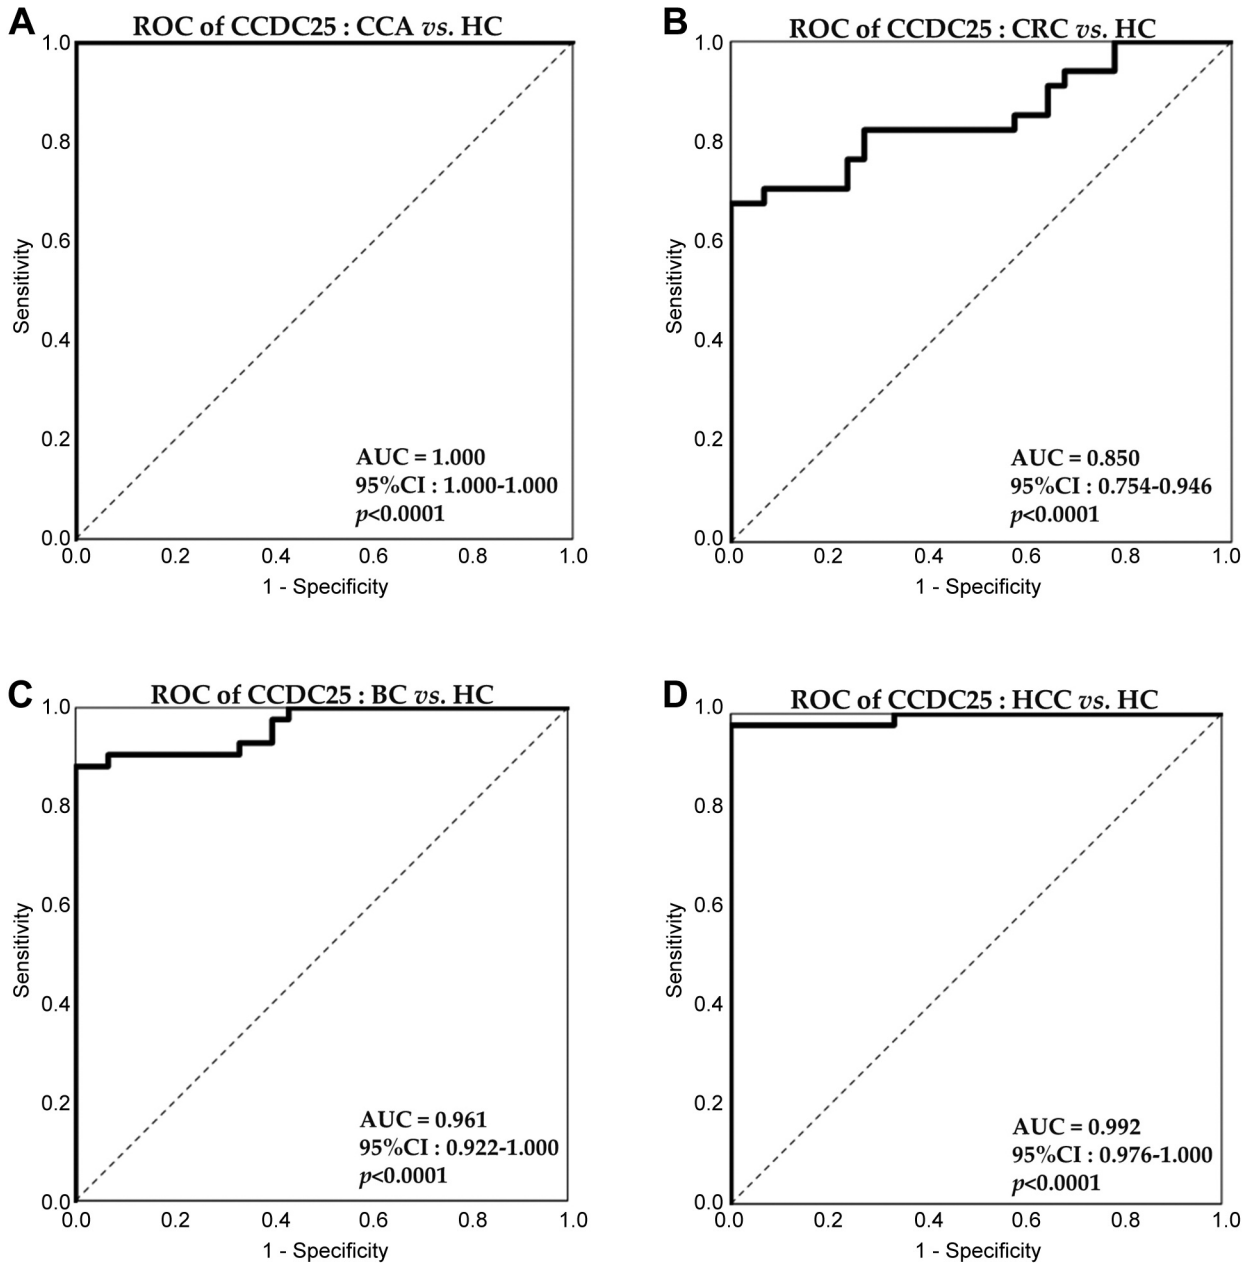 A
ROC of CCDC25 : CCA vs. HC
1.0
0.8
0.6
0.4
0.2
0.0
Sensitivity
AUC = 1.000
95%CI : 1.000-1.000
p<0.0001
0.0 0.2 0.4 0.6 0.8 1.0
1 - Specificity
B
ROC of CCDC25 : CRC vs. HC
1.0
0.8
0.6
0.4
0.2
0.0
Sensitivity
AUC = 0.850
95%CI : 0.754-0.946
p<0.0001
0.0 0.2 0.4 0.6 0.8 1.0
1 - Specificity
C
ROC of CCDC25 : BC vs. HC
1.0
0.8
0.6
0.4
0.2
0.0
Sensitivity
AUC = 0.961
95%CI : 0.922-1.000
p<0.0001
0.0 0.2 0.4 0.6 0.8 1.0
1 - Specificity
D
ROC of CCDC25 : HCC vs. HC
1.0
0.8
0.6
0.4
0.2
0.0
Sensitivity
AUC = 0.992
95%CI : 0.976-1.000
p<0.0001
0.0 0.2 0.4 0.6 0.8 1.0
1 - Specificity